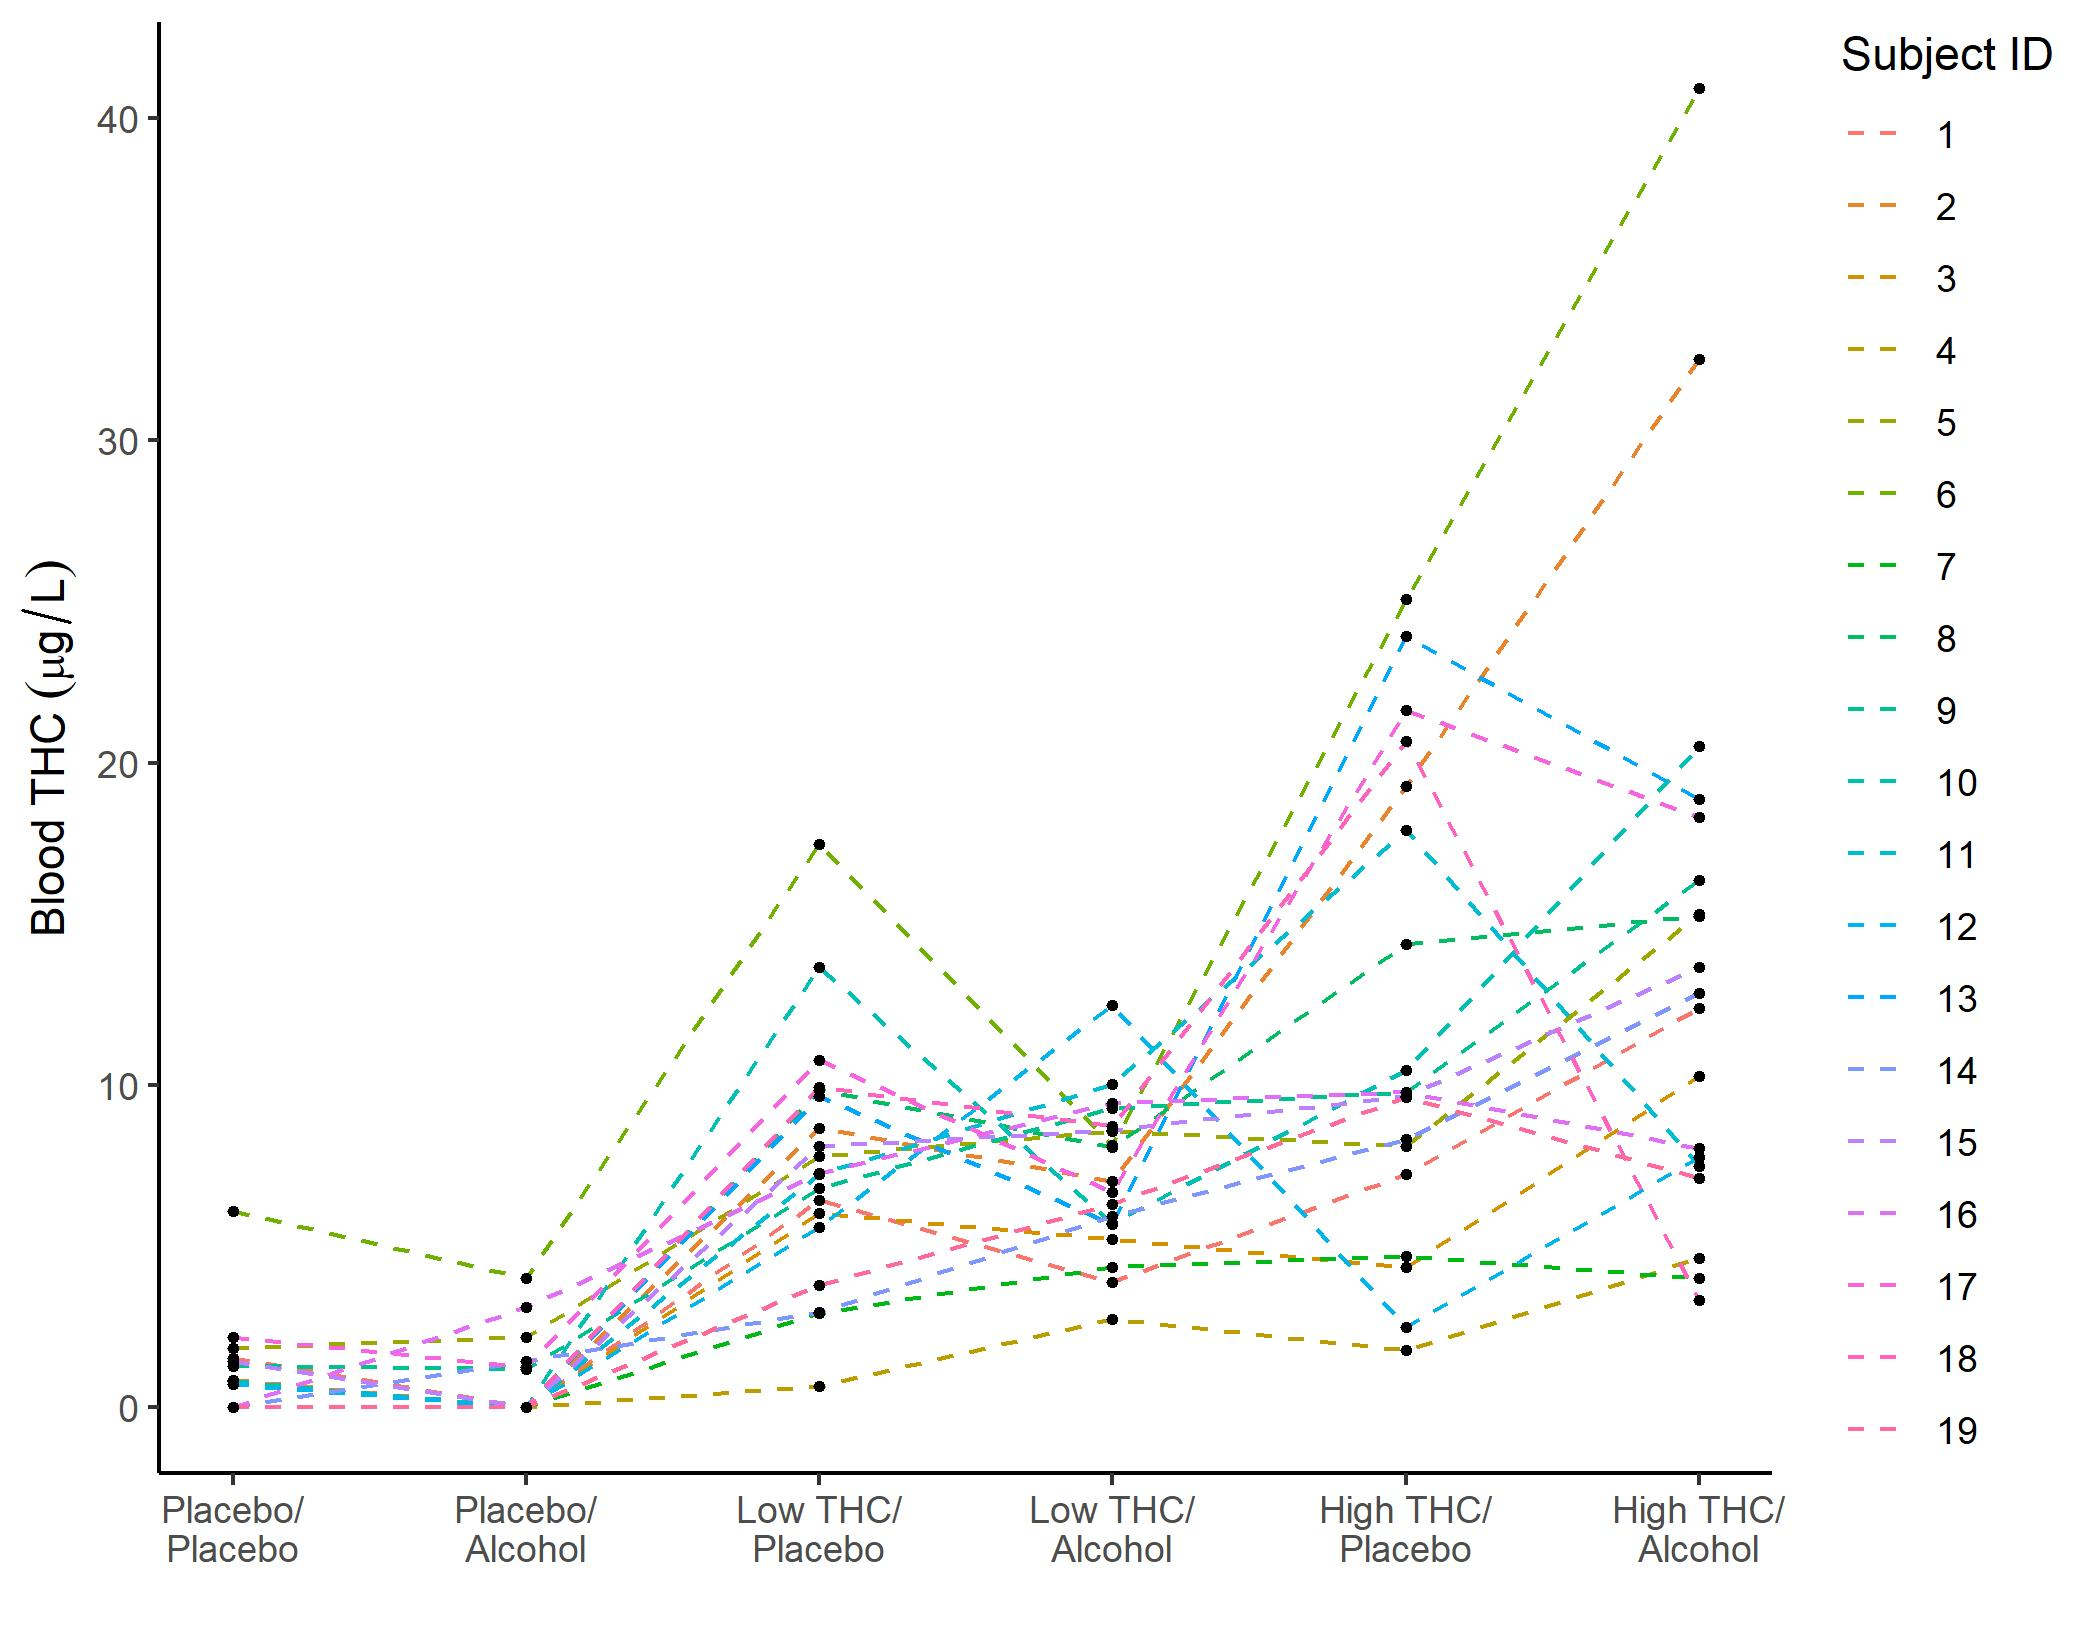 Subject ID
1
2
3
4
5
6
7
8
9
10
11
12
13
14
15
16
17
18
19
Blood THC (μg/L)
40
30
20
10
0
Placebo/
Placebo
Placebo/
Alcohol
Low THC/
Placebo
Low THC/
Alcohol
High THC/
Placebo
High THC/
Alcohol